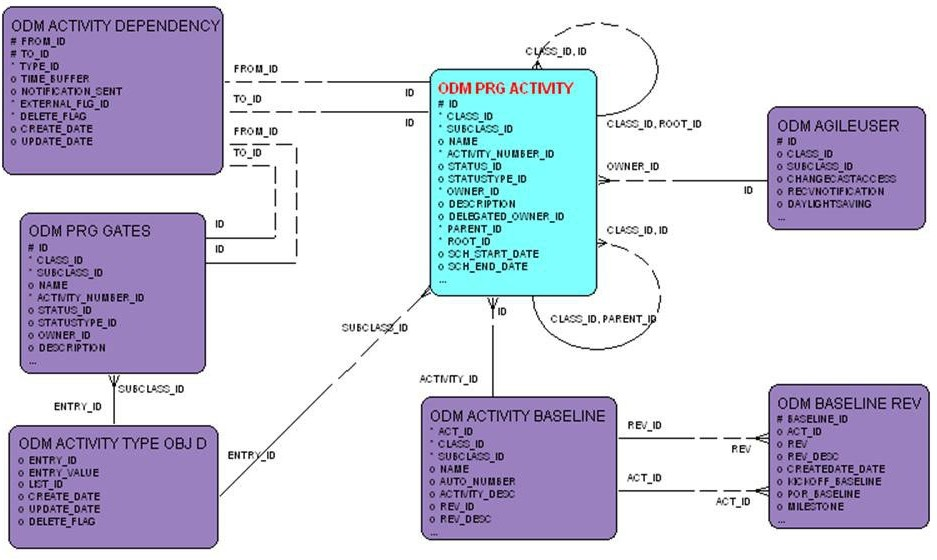 ODM ACTIVITY DEPENDENCY
# FROM_ID
# TO_ID
* TYPE_ID
o TIME_BUFFER
o NOTIFICATION_SENT
* EXTERNAL_FLG_ID
* DELETE_FLAG
o CREATE_DATE
o UPDATE_DATE
FROM_ID
ID
TO_ID
ID
FROM_ID
TO_ID
ID
ID
ODM PRG ACTIVITY
# ID
* CLASS_ID
* SUBCLASS_ID
o NAME
* ACTIVITY_NUMBER_ID
o STATUS_ID
o STATUSTYPE_ID
* OWNER_ID
o DESCRIPTION
o DELEGATED_OWNER_ID
* PARENT_ID
* ROOT_ID
o SCH_START_DATE
o SCH_END_DATE
...
CLASS_ID, ID
CLASS_ID, ROOT_ID
OWNER_ID
ID
CLASS_ID, ID
CLASS_ID, PARENT_ID
ODM AGILEUSER
# ID
o CLASS_ID
o SUBCLASS_ID
o CHANGECASTACCESS
o RECVNOTIFICATION
o DAYLIGHTSAVING
...
ODM PRG GATES
# ID
* CLASS_ID
* SUBCLASS_ID
o NAME
* ACTIVITY_NUMBER_ID
o STATUS_ID
o STATUSTYPE_ID
o OWNER_ID
o DESCRIPTION
...
SUBCLASS_ID
ENTRY_ID
SUBCLASS_ID
ENTRY_ID
ODM ACTIVITY TYPE OBJ D
o ENTRY_ID
o ENTRY_VALUE
o LIST_ID
o CREATE_DATE
o UPDATE_DATE
o DELETE_FLAG
ID
ACTIVITY_ID
ODM ACTIVITY BASELINE
* ACT_ID
* CLASS_ID
* SUBCLASS_ID
o NAME
o AUTO_NUMBER
o ACTIVITY_DESC
o REV_ID
o REV_DESC
...
REV_ID
REV
ACT_ID
ACT_ID
ODM BASELINE REV
# BASELINE_ID
o ACT_ID
o REV
o REV_DESC
o CREATEDATE_DATE
o KICKOFF_BASELINE
o POR_BASELINE
o MILESTONE
...